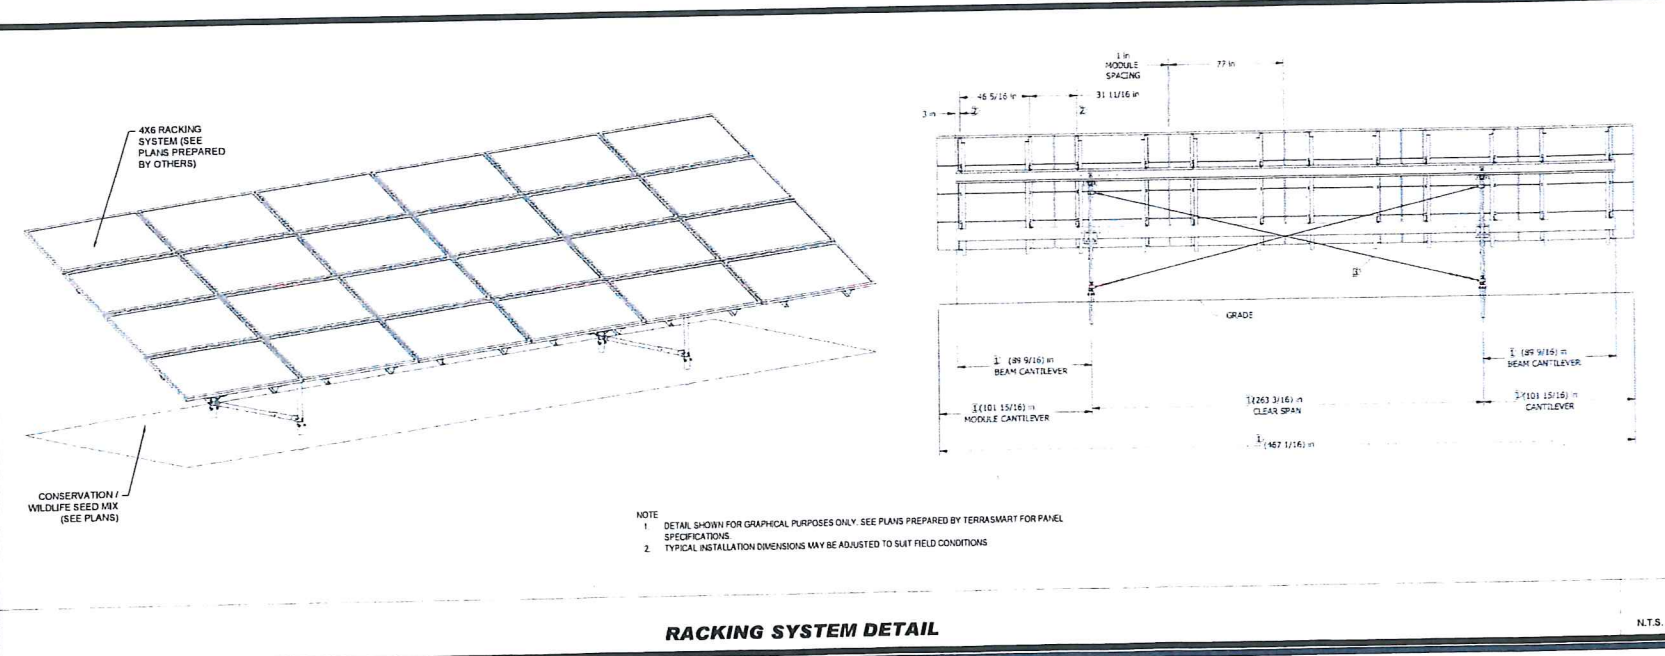 4X6 RACKING
SYSTEM (SEE
PLANS PREPARED
BY OTHERS)
CONSERVATION /
WILDLIFE SEED MIX
(SEE PLANS)
1 in
MODULE
SPACING
77 in
46 5/16 in
31 11/16 in
3 in
2
2
GRADE
(89 9/16) in
BEAM CANTILEVER
(89 9/16) in
BEAM CANTILEVER
(101 15/16) in
MODULE CANTILEVER
(263 3/16) in
CLEAR SPAN
(101 15/16) in
CANTILEVER
(467 1/16) in
NOTE
1. DETAIL SHOWN FOR GRAPHICAL PURPOSES ONLY. SEE PLANS PREPARED BY TERRASMART FOR PANEL
SPECIFICATIONS.
2. TYPICAL INSTALLATION DIMENSIONS MAY BE ADJUSTED TO SUIT FIELD CONDITIONS
RACKING SYSTEM DETAIL
N.T.S.